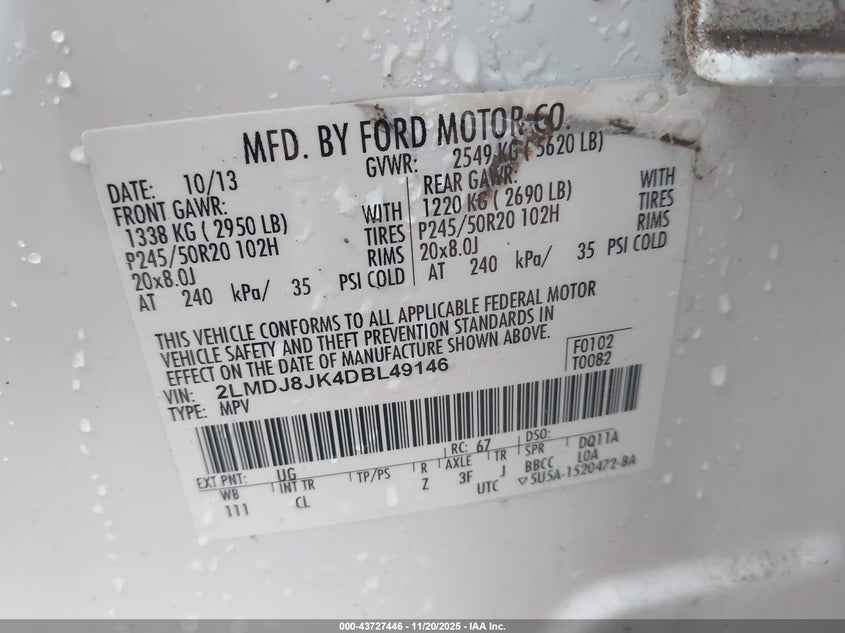 MFD. BY FORD MOTOR CO.
DATE: 10/13 GVWR: 2549 KG ( 5620 LB)
FRONT GAWR: REAR GAWR:
1338 KG ( 2950 LB) WITH 1220 KG ( 2690 LB) WITH
P245/50R20 102H TIRES P245/50R20 102H TIRES
20x8.0J RIMS 20x8.0J RIMS
AT 240 kPa/ 35 PSI COLD AT 240 kPa/ 35 PSI COLD
THIS VEHICLE CONFORMS TO ALL APPLICABLE FEDERAL MOTOR
VEHICLE SAFETY AND THEFT PREVENTION STANDARDS IN
EFFECT ON THE DATE OF MANUFACTURE SHOWN ABOVE.
VIN: 2LMDJ8JK4DBL49146 F0102
TYPE: MPV T0082
EXT PNT: UG RC: 67 DSO:
WB INT TR TP/PS R AXLE TR SPR DQ11A
111 CL Z 3F J BBCC LOA
UTC ▽5U5A-1520472-BA
000-43727446 - 11/20/2025 - IAA Inc.